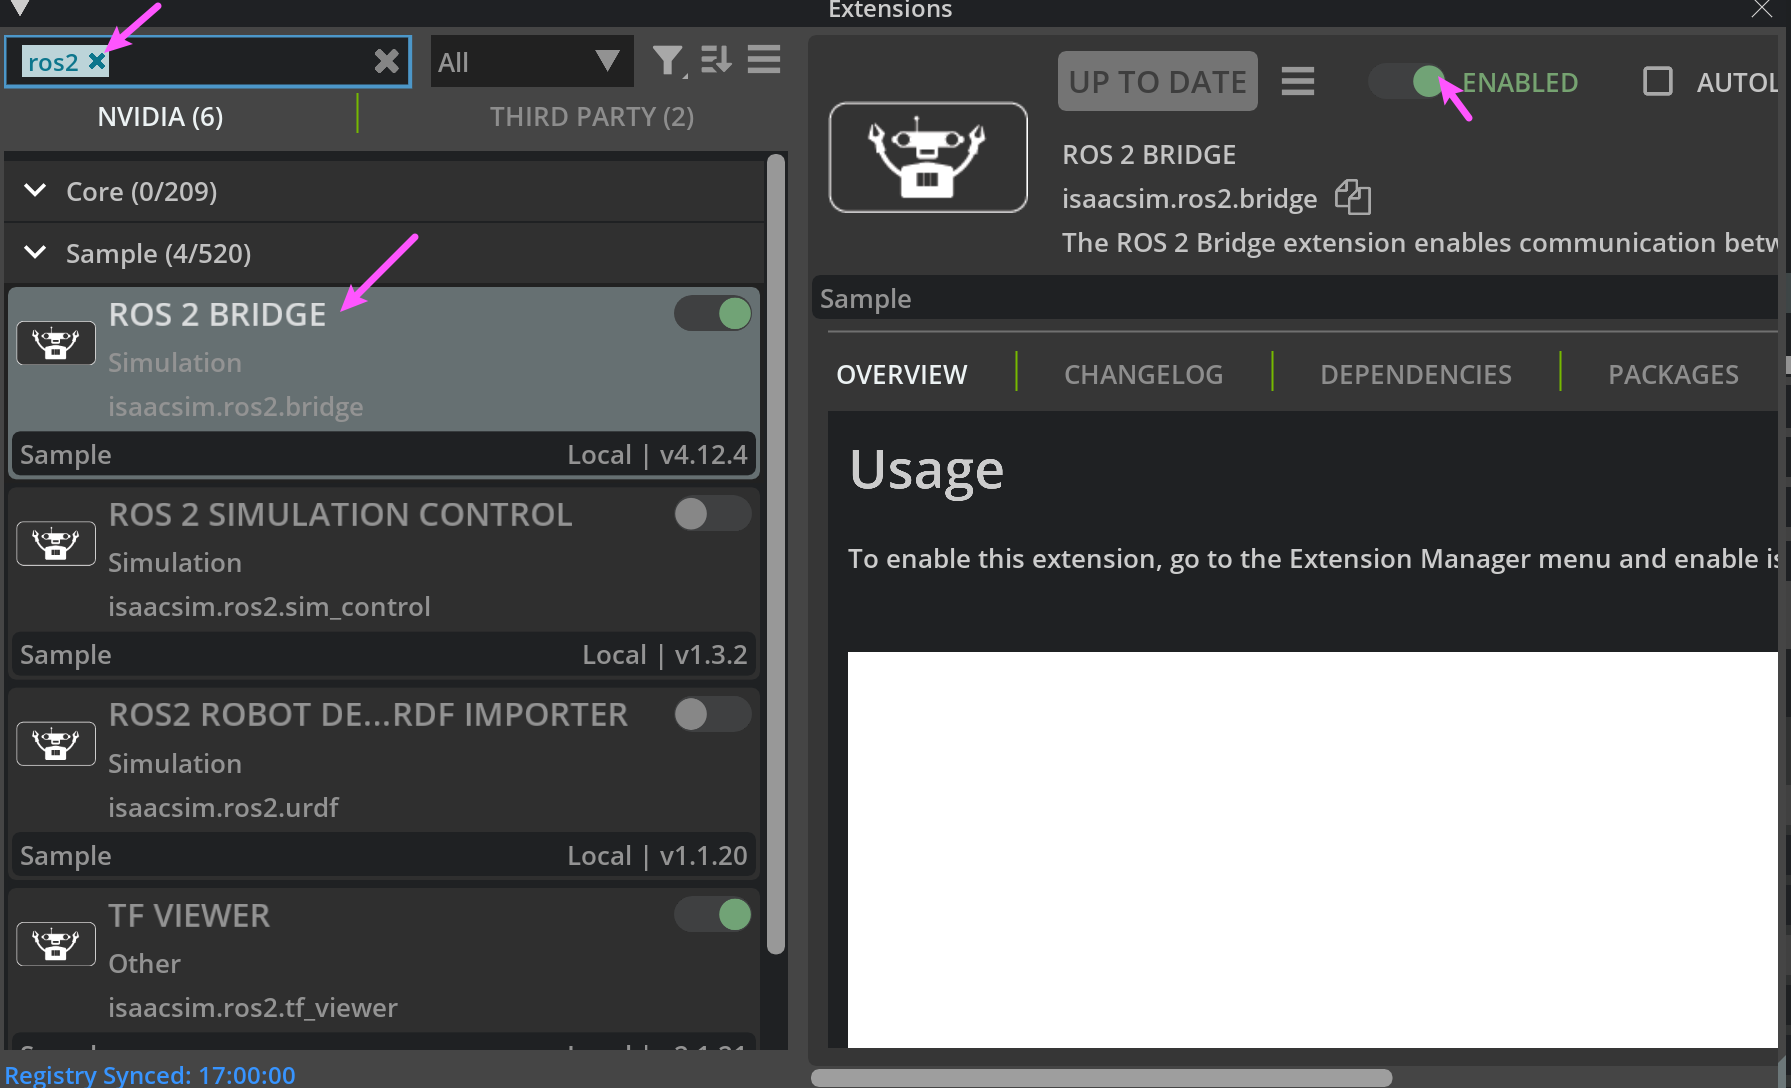 Extensions
ros2
All
NVIDIA (6)
THIRD PARTY (2)
Core (0/209)
Sample (4/520)
ROS 2 BRIDGE
Simulation
isaacsim.ros2.bridge
Sample
Local | v4.12.4
ROS 2 SIMULATION CONTROL
Simulation
isaacsim.ros2.sim_control
Sample
Local | v1.3.2
ROS2 ROBOT DE...RDF IMPORTER
Simulation
isaacsim.ros2.urdf
Sample
Local | v1.1.20
TF VIEWER
Other
isaacsim.ros2.tf_viewer
Registry Synced: 17:00:00
UP TO DATE
ENABLED
AUTOL
ROS 2 BRIDGE
isaacsim.ros2.bridge
The ROS 2 Bridge extension enables communication betw
Sample
OVERVIEW
CHANGELOG
DEPENDENCIES
PACKAGES
Usage
To enable this extension, go to the Extension Manager menu and enable is